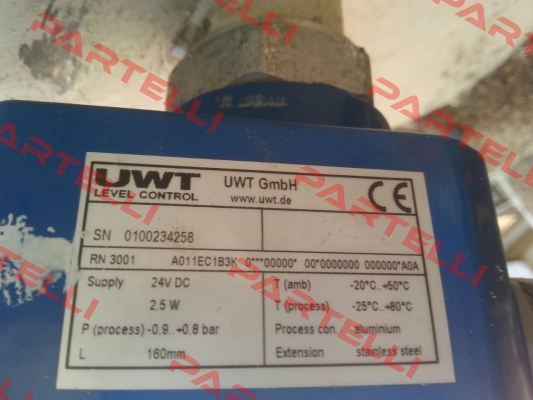 PARTELLI PARTELLI PARTELLI
UWT
LEVEL CONTROL
UWT GmbH
www.uwt.de
CE
SN 0100234258
RN 3001 A011EC1B3K 0***00000* 00*0000000 000000*A0A
Supply 24V DC T (amb) -20°C..+50°C
2.5 W T (process) -25°C..+80°C
P (process) -0.9..+0.8 bar Process con. aluminium
L 160mm Extension stainless steel
PARTELLI PARTELLI PARTELLI